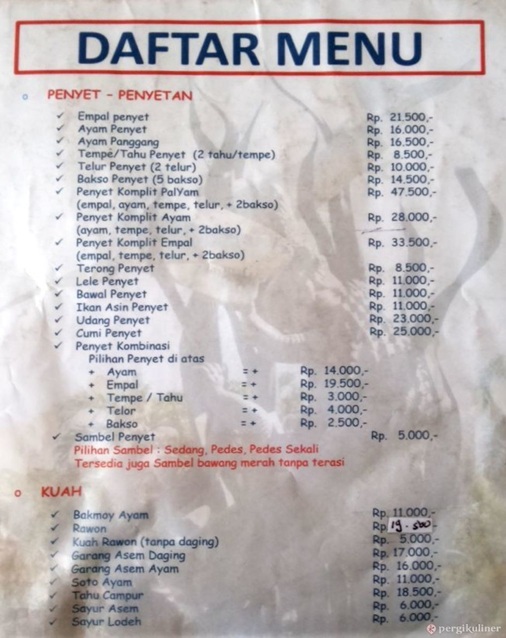 DAFTAR MENU
PENYET - PENYETAN
Empal penyet Rp. 21.500,-
Ayam Penyet Rp. 16.000,-
Ayam Panggang Rp. 16.500,-
Tempe/Tahu Penyet (2 tahu/tempe) Rp. 8.500,-
Telur Penyet (2 telur) Rp. 10.000,-
Bakso Penyet (5 bakso) Rp. 14.500,-
Penyet Komplit PalYam Rp. 47.500,-
(empal, ayam, tempe, telur, + 2bakso)
Penyet Komplit Ayam Rp. 28.000,-
(ayam, tempe, telur, + 2bakso)
Penyet Komplit Empal Rp. 33.500,-
(empal, tempe, telur, + 2bakso)
Terong Penyet Rp. 8.500,-
Lele Penyet Rp. 11.000,-
Bawal Penyet Rp. 11.000,-
Ikan Asin Penyet Rp. 11.000,-
Udang Penyet Rp. 23.000,-
Cumi Penyet Rp. 25.000,-
Penyet Kombinasi
Pilihan Penyet di atas
+ Ayam = + Rp. 14.000,-
+ Empal = + Rp. 19.500,-
+ Tempe / Tahu = + Rp. 3.000,-
+ Telor = + Rp. 4.000,-
+ Bakso = + Rp. 2.500,-
Sambel Penyet Rp. 5.000,-
Pilihan Sambel : Sedang, Pedes, Pedes Sekali
Tersedia juga Sambel bawang merah tanpa terasi
KUAH
Bakmoy Ayam Rp. 11.000,-
Rawon Rp. 19.500,-
Kuah Rawon (tanpa daging) Rp. 5.000,-
Garang Asem Daging Rp. 17.000,-
Garang Asem Ayam Rp. 16.000,-
Soto Ayam Rp. 11.000,-
Tahu Campur Rp. 18.500,-
Sayur Asem Rp. 6.000,-
Sayur Lodeh Rp. 6.000,-
pergikuliner